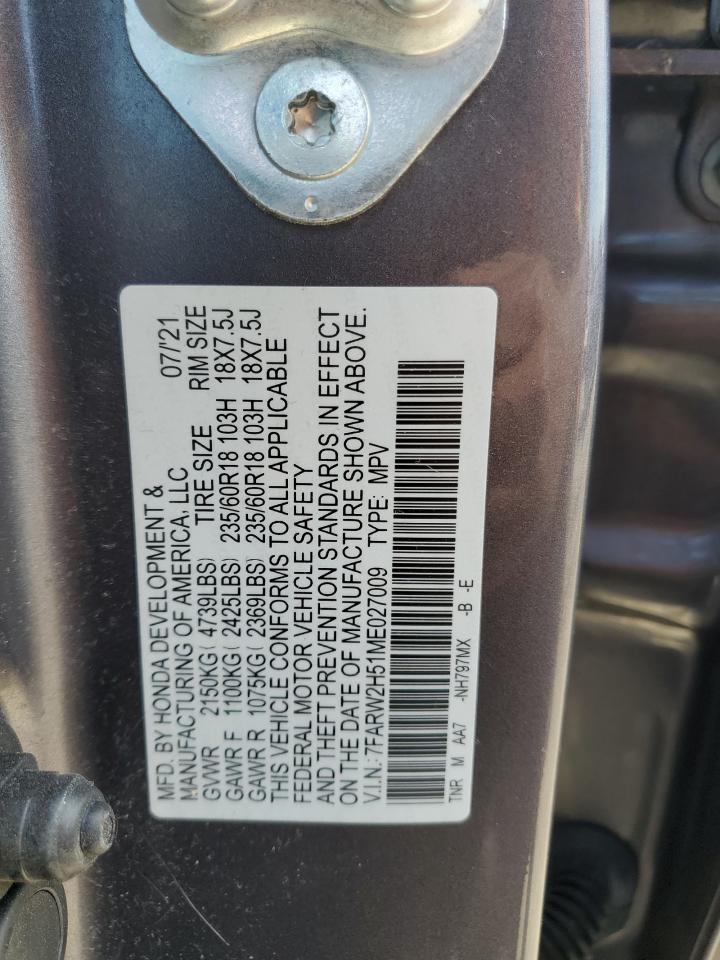 MFD. BY HONDA DEVELOPMENT & 07/'21
MANUFACTURING OF AMERICA, LLC
GVWR 2150KG( 4739LBS) TIRE SIZE RIM SIZE
GAWR F 1100KG( 2425LBS) 235/60R18 103H 18X7.5J
GAWR R 1075KG( 2369LBS) 235/60R18 103H 18X7.5J
THIS VEHICLE CONFORMS TO ALL APPLICABLE
FEDERAL MOTOR VEHICLE SAFETY
AND THEFT PREVENTION STANDARDS IN EFFECT
ON THE DATE OF MANUFACTURE SHOWN ABOVE.
V.I.N.: 7FARW2H51ME027009 TYPE: MPV
TNR M AA7 -NH797MX -B -E